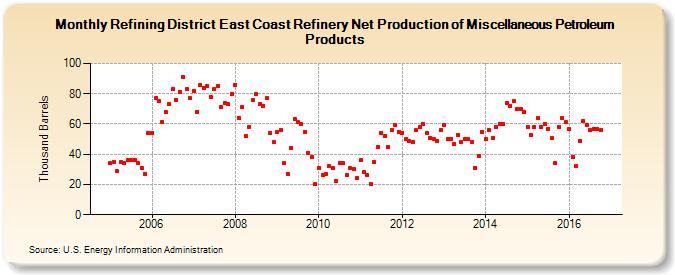 Monthly Refining District East Coast Refinery Net Production of Miscellaneous Petroleum
Products
Thousand Barrels
100
80
60
40
20
0
2006 2008 2010 2012 2014 2016
Source: U.S. Energy Information Administration